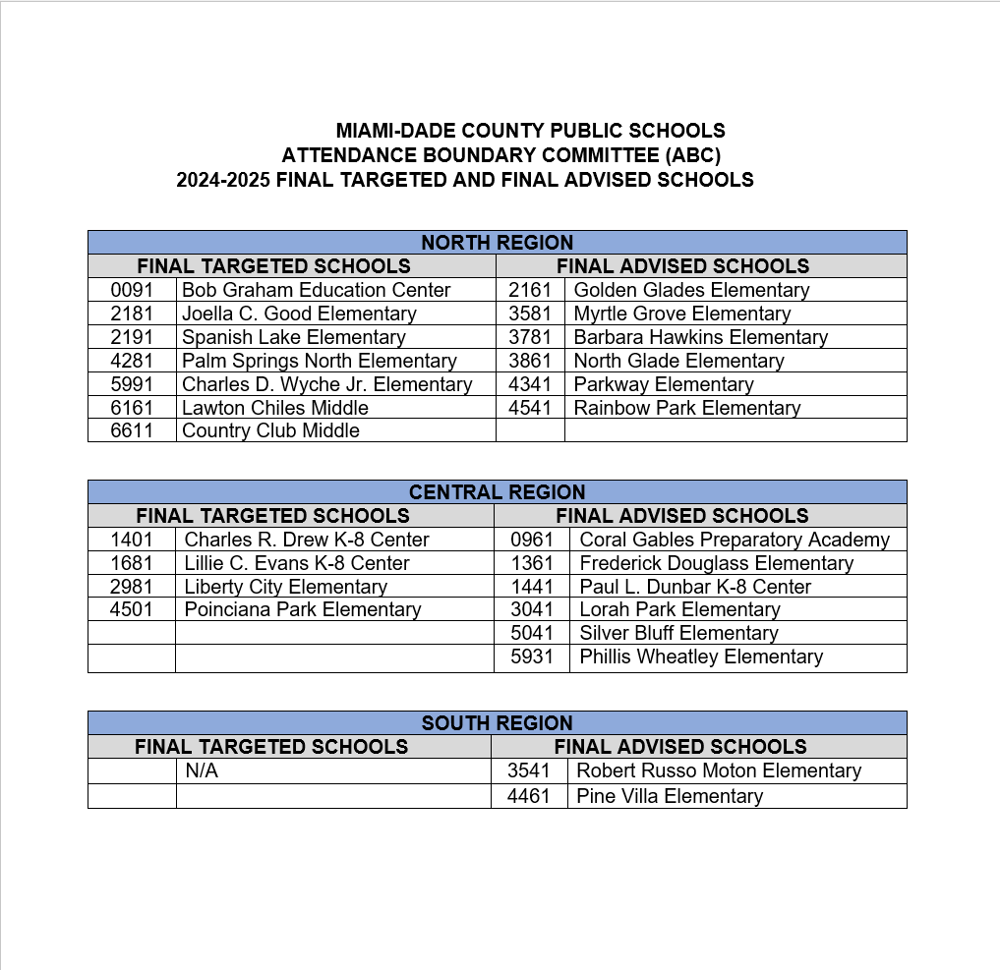 MIAMI-DADE COUNTY PUBLIC SCHOOLS
ATTENDANCE BOUNDARY COMMITTEE (ABC)
2024-2025 FINAL TARGETED AND FINAL ADVISED SCHOOLS
NORTH REGION
FINAL TARGETED SCHOOLS FINAL ADVISED SCHOOLS
0091 Bob Graham Education Center 2161 Golden Glades Elementary
2181 Joella C. Good Elementary 3581 Myrtle Grove Elementary
2191 Spanish Lake Elementary 3781 Barbara Hawkins Elementary
4281 Palm Springs North Elementary 3861 North Glade Elementary
5991 Charles D. Wyche Jr. Elementary 4341 Parkway Elementary
6161 Lawton Chiles Middle 4541 Rainbow Park Elementary
6611 Country Club Middle
CENTRAL REGION
FINAL TARGETED SCHOOLS FINAL ADVISED SCHOOLS
1401 Charles R. Drew K-8 Center 0961 Coral Gables Preparatory Academy
1681 Lillie C. Evans K-8 Center 1361 Frederick Douglass Elementary
2981 Liberty City Elementary 1441 Paul L. Dunbar K-8 Center
4501 Poinciana Park Elementary 3041 Lorah Park Elementary
5041 Silver Bluff Elementary
5931 Phillis Wheatley Elementary
SOUTH REGION
FINAL TARGETED SCHOOLS FINAL ADVISED SCHOOLS
N/A 3541 Robert Russo Moton Elementary
4461 Pine Villa Elementary